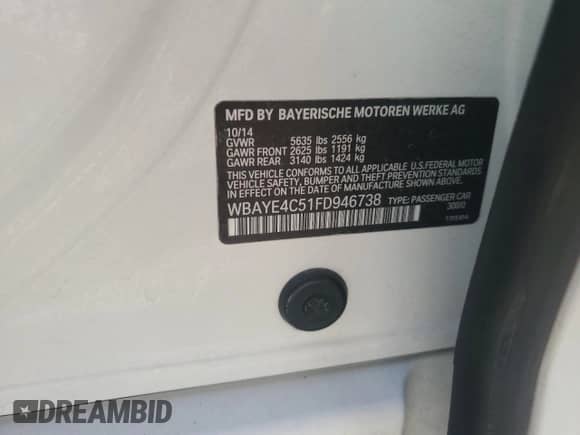 MFD BY BAYERISCHE MOTOREN WERKE AG
10/14
GVWR 5635 lbs 2556 kg
GAWR FRONT 2625 lbs 1191 kg
GAWR REAR 3140 lbs 1424 kg
THIS VEHICLE CONFORMS TO ALL APPLICABLE U.S. FEDERAL MOTOR
VEHICLE SAFETY, BUMPER AND THEFT PREVENTION STANDARDS
IN EFFECT ON THE DATE OF MANUFACTURE SHOWN ABOVE.
WBAYE4C51FD946738 TYPE: PASSENGER CAR
300/0
DREAMBID